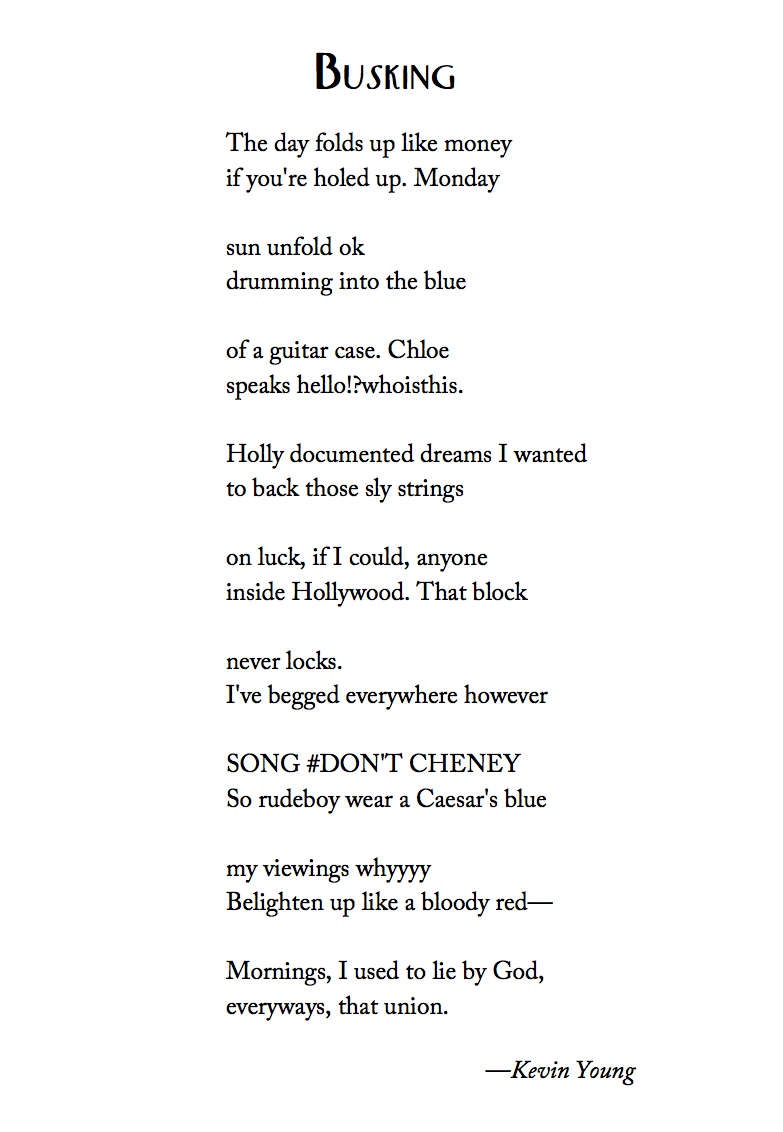 Busking
The day folds up like money
if you're holed up. Monday
sun unfold ok
drumming into the blue
of a guitar case. Chloe
speaks hello!?whoisthis.
Holly documented dreams I wanted
to back those sly strings
on luck, if I could, anyone
inside Hollywood. That block
never locks.
I've begged everywhere however
SONG #DON'T CHENEY
So rudeboy wear a Caesar's blue
my viewings whyyyy
Belighten up like a bloody red—
Mornings, I used to lie by God,
everyways, that union.
—Kevin Young